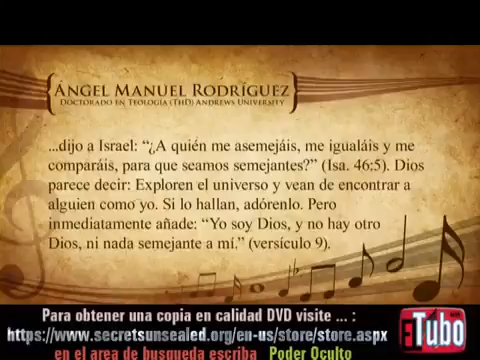 {ÁNGEL MANUEL RODRÍGUEZ}
DOCTORADO EN TEOLOGÍA (THD) ANDREWS UNIVERSITY
...dijo a Israel: “¿A quién me asemejáis, me igualáis y me
comparáis, para que seamos semejantes?” (Isa. 46:5). Dios
parece decir: Exploren el universo y vean de encontrar a
alguien como yo. Si lo hallan, adórenlo. Pero
inmediatamente añade: “Yo soy Dios, y no hay otro
Dios, ni nada semejante a mí.” (versículo 9).
Para obtener una copia en calidad DVD visite ... :
https://www.secretsunsealed.org/en-us/store/store.aspx
en el area de busqueda escriba Poder Oculto
FTubo